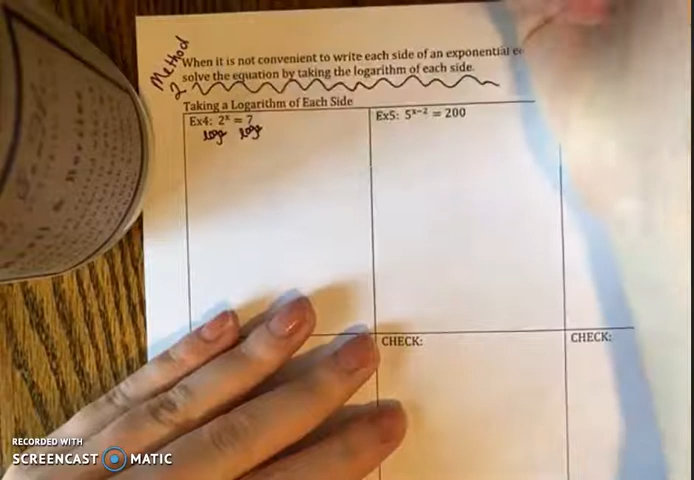 Method
2
When it is not convenient to write each side of an exponential
solve the equation by taking the logarithm of each side.
Taking a Logarithm of Each Side
Ex4: 2ˣ = 7
log log
Ex5: 5ˣ⁻² = 200
CHECK:
CHECK:
RECORDED WITH
SCREENCAST MATIC